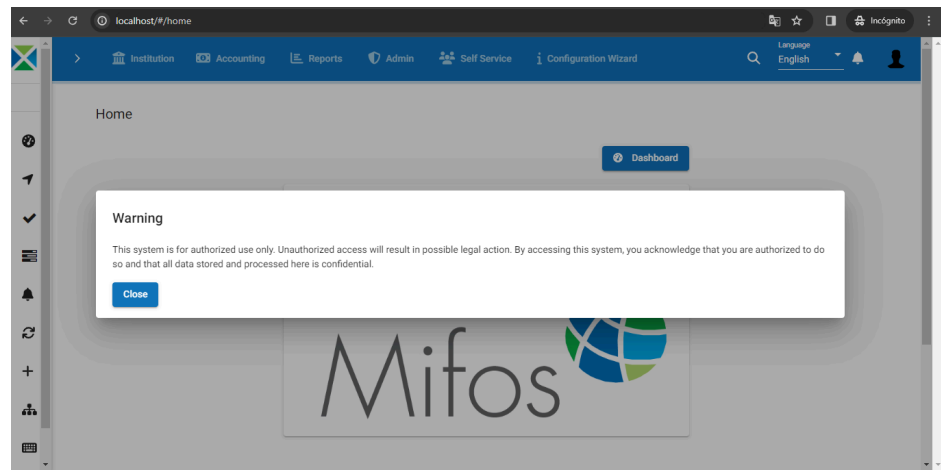 localhost/#/home
Incógnito
Institution Accounting Reports Admin Self Service Configuration Wizard
Language
English
Home
Dashboard
Warning
This system is for authorized use only. Unauthorized access will result in possible legal action. By accessing this system, you acknowledge that you are authorized to do
so and that all data stored and processed here is confidential.
Close
Mifos